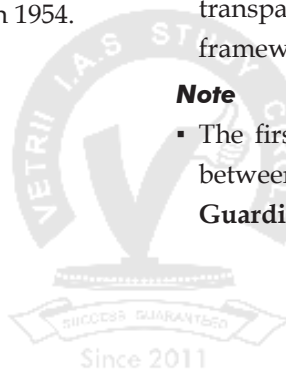 n 1954.
transpa
framew
Note
▪ The firs
between
Guardi
VETRII I.A.S STUDY C
SUCCESS GUARANTEED
Since 2011